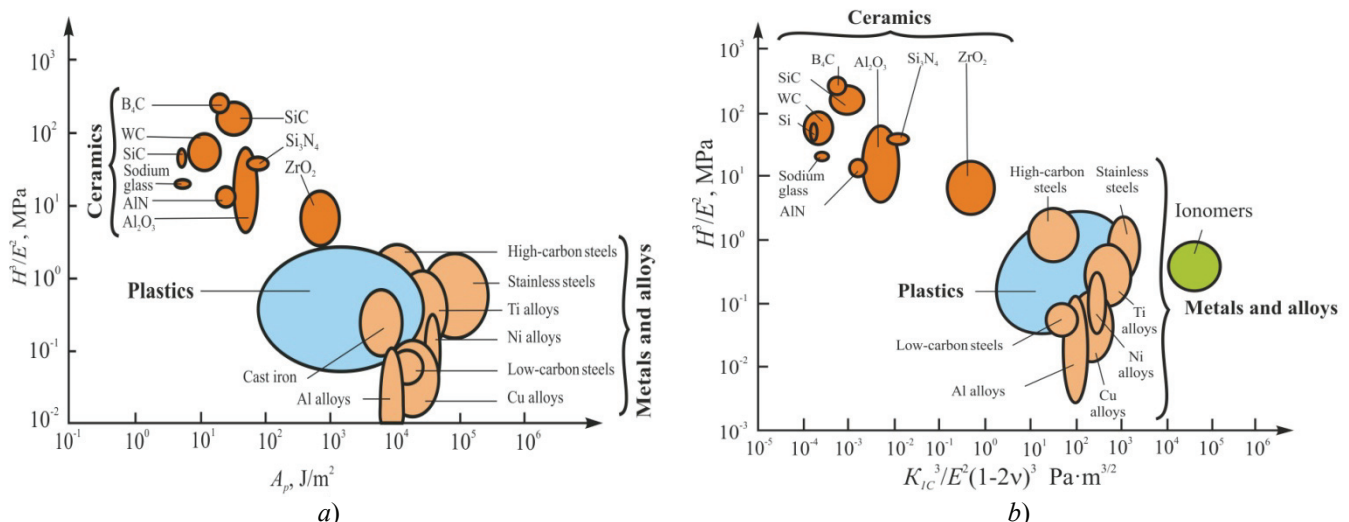 10³
10²
10¹
10⁰
10⁻¹
10⁻²
H³/E², MPa
Ceramics
B₄C
WC
SiC
Sodium
glass
AlN
Al₂O₃
SiC
Si₃N₄
ZrO₂
Plastics
Cast iron
Al alloys
High-carbon steels
Stainless steels
Ti alloys
Ni alloys
Low-carbon steels
Cu alloys
Metals and alloys
10⁻¹ 10⁰ 10¹ 10² 10³ 10⁴ 10⁵ 10⁶
Aₚ, J/m²
a)
Ceramics
10³
10²
10¹
10⁰
10⁻¹
10⁻²
10⁻³
H³/E², MPa
B₄C
Al₂O₃
Si₃N₄
ZrO₂
SiC
WC
Si
Sodium
glass
AlN
High-carbon
steels
Stainless
steels
Ionomers
Plastics
Metals and alloys
Low-carbon steels
Ti
alloys
Ni
alloys
Al alloys
Cu
alloys
10⁻⁵ 10⁻⁴ 10⁻³ 10⁻² 10⁻¹ 10⁰ 10¹ 10² 10³ 10⁴ 10⁵ 10⁶
K_IC³/E²(1-2ν)³ Pa·m³ᐟ²
b)